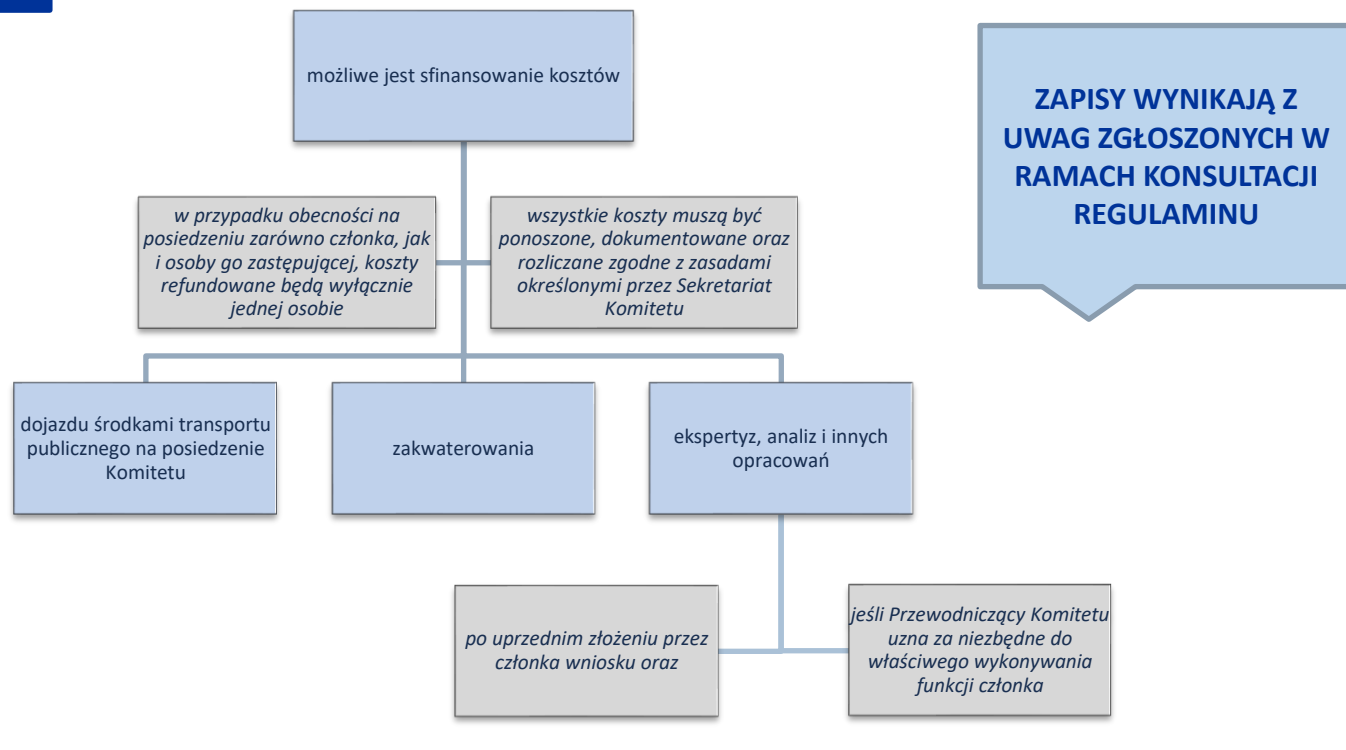 możliwe jest sfinansowanie kosztów
ZAPISY WYNIKAJĄ Z
UWAG ZGŁOSZONYCH W
RAMACH KONSULTACJI
REGULAMINU
w przypadku obecności na
posiedzeniu zarówno członka, jak
i osoby go zastępującej, koszty
refundowane będą wyłącznie
jednej osobie
wszystkie koszty muszą być
ponoszone, dokumentowane oraz
rozliczane zgodne z zasadami
określonymi przez Sekretariat
Komitetu
dojazdu środkami transportu
publicznego na posiedzenie
Komitetu
zakwaterowania
ekspertyz, analiz i innych
opracowań
po uprzednim złożeniu przez
członka wniosku oraz
jeśli Przewodniczący Komitetu
uzna za niezbędne do
właściwego wykonywania
funkcji członka